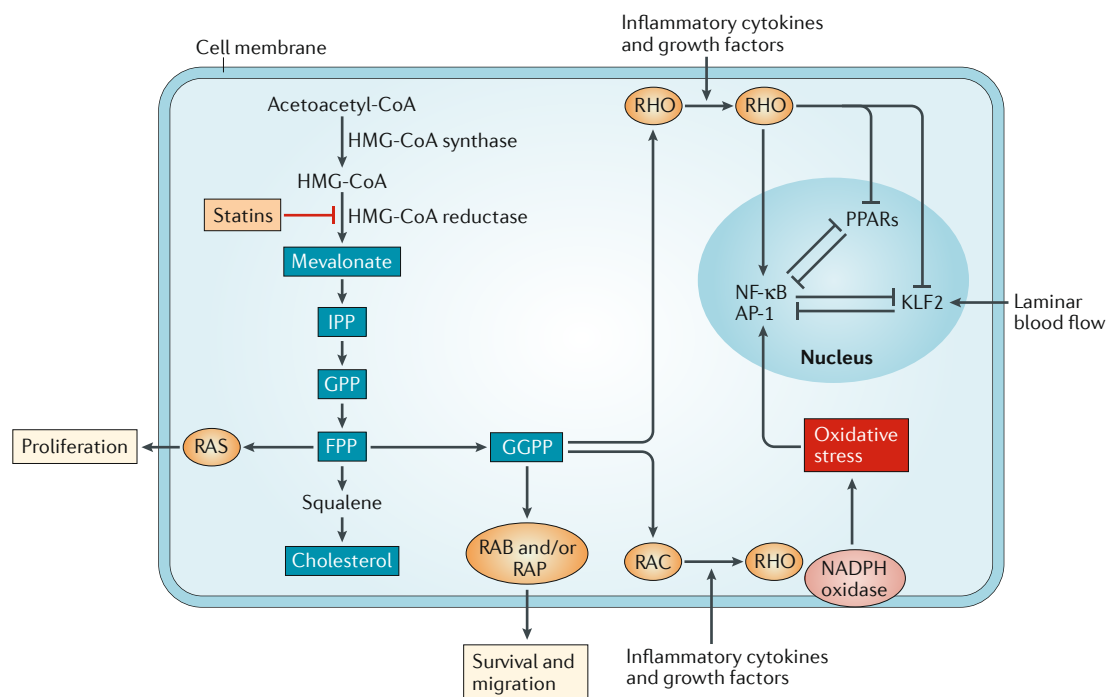 Inflammatory cytokines
and growth factors
Cell membrane
Acetoacetyl-CoA
RHO
RHO
HMG-CoA synthase
HMG-CoA
Statins
HMG-CoA reductase
PPARs
Mevalonate
NF-κB
AP-1
KLF2
Laminar
blood flow
IPP
Nucleus
GPP
Proliferation
RAS
FPP
GGPP
Oxidative
stress
Squalene
Cholesterol
RAB and/or
RAP
RAC
RHO
NADPH
oxidase
Survival and
migration
Inflammatory cytokines
and growth factors